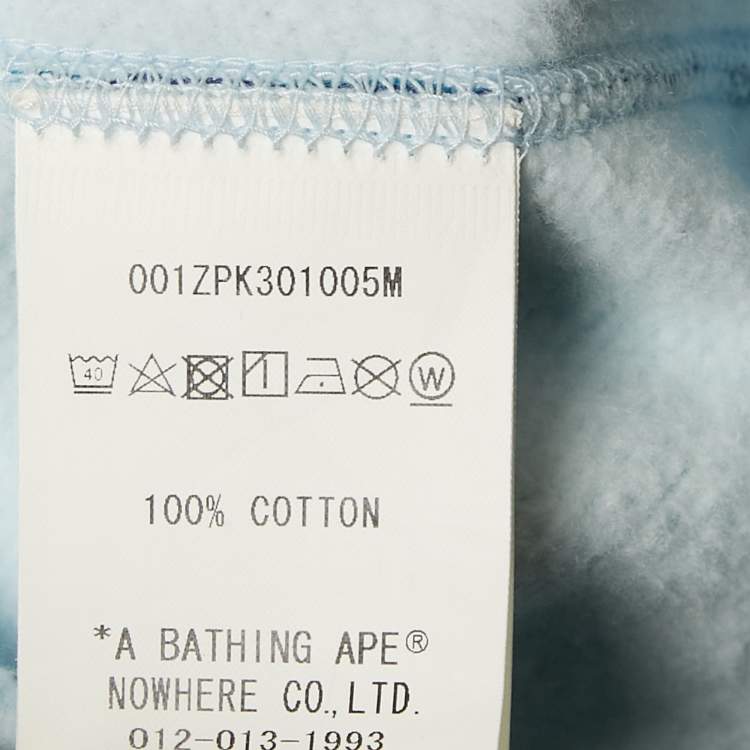 001ZPK301005M
40 W
100% COTTON
*A BATHING APE®
NOWHERE CO., LTD.
012-013-1993